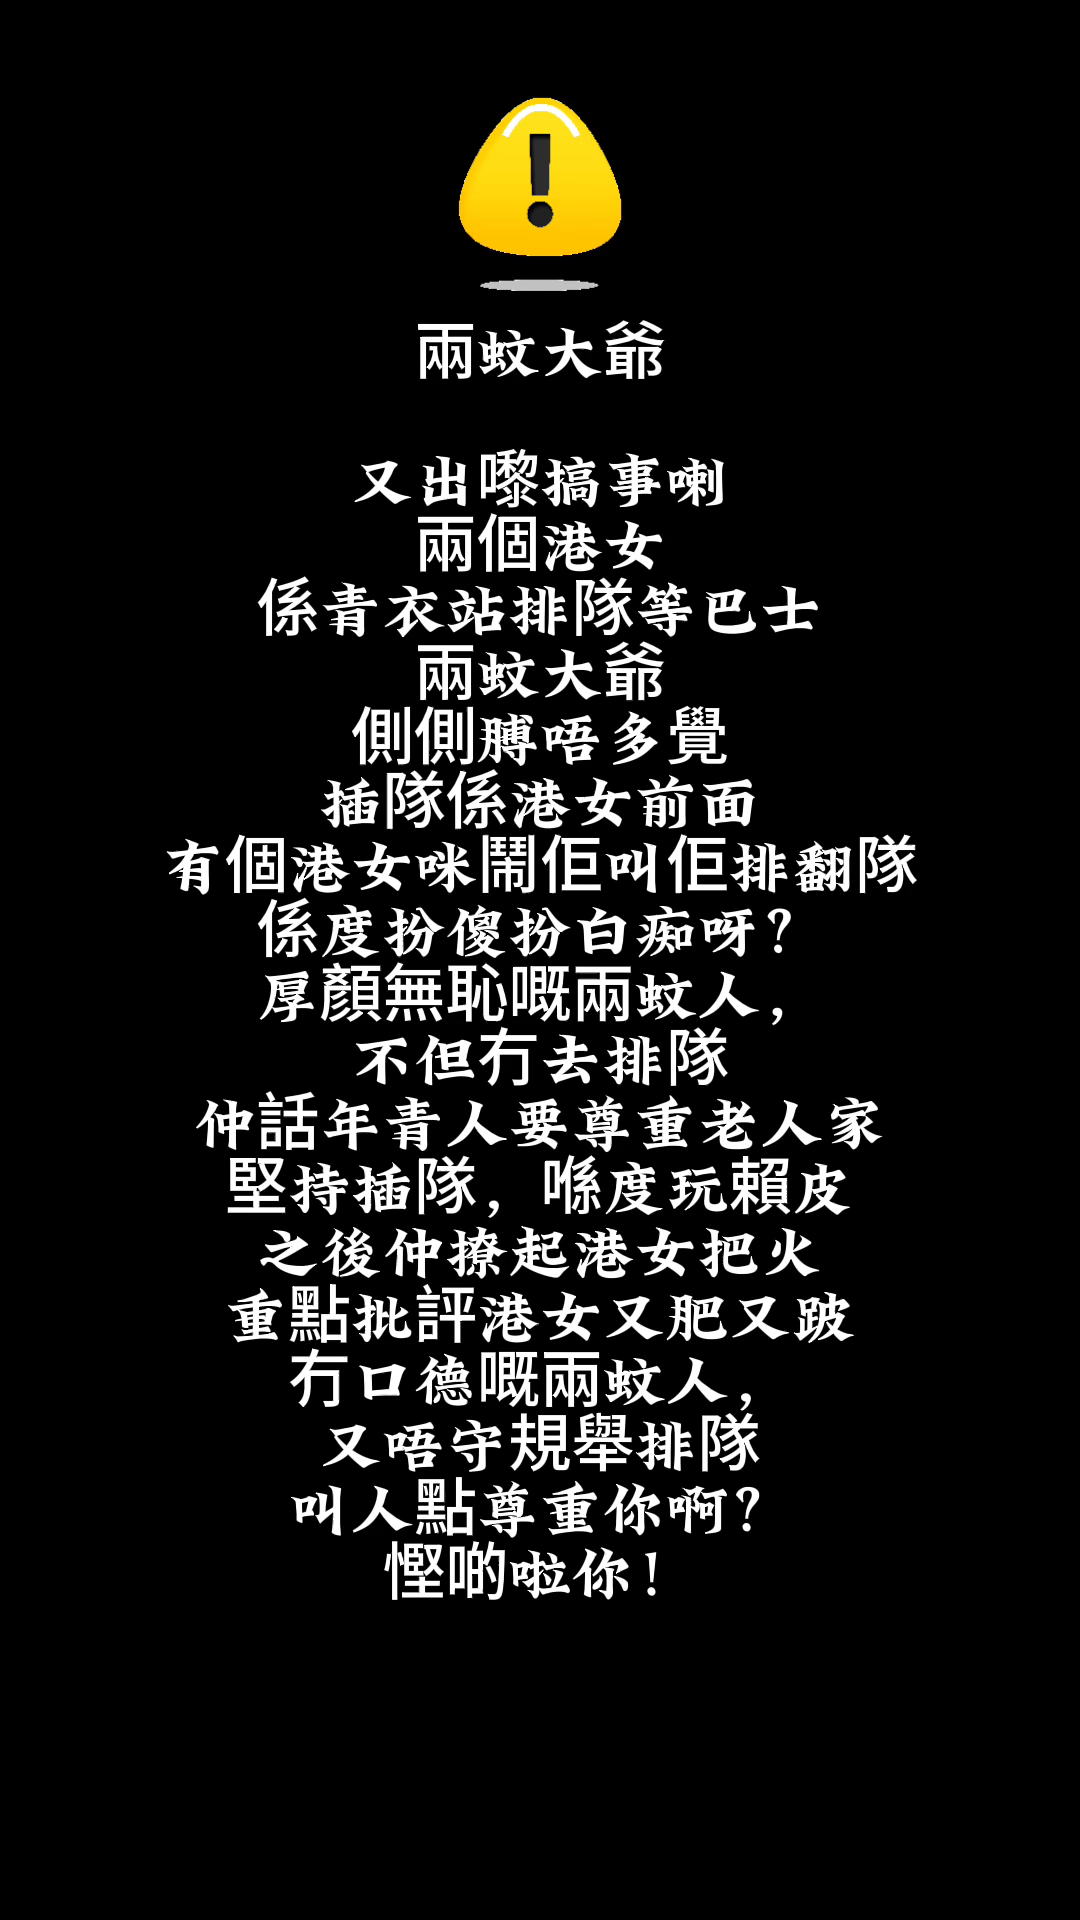 兩蚊大爺
又出嚟搞事喇
兩個港女
係青衣站排隊等巴士
兩蚊大爺
側側膊唔多覺
插隊係港女前面
有個港女咪鬧佢叫佢排翻隊
係度扮傻扮白痴呀？
厚顏無恥嘅兩蚊人，
不但冇去排隊
仲話年青人要尊重老人家
堅持插隊，喺度玩賴皮
之後仲撩起港女把火
重點批評港女又肥又跛
冇口德嘅兩蚊人，
又唔守規舉排隊
叫人點尊重你啊？
慳啲啦你！